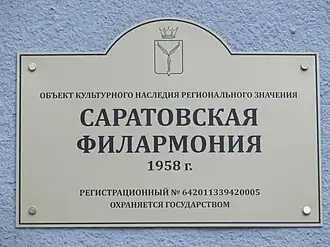 ОБЪЕКТ КУЛЬТУРНОГО НАСЛЕДИЯ РЕГИОНАЛЬНОГО ЗНАЧЕНИЯ
САРАТОВСКАЯ
ФИЛАРМОНИЯ
1958 г.
РЕГИСТРАЦИОННЫЙ № 642011339420005
ОХРАНЯЕТСЯ ГОСУДАРСТВОМ